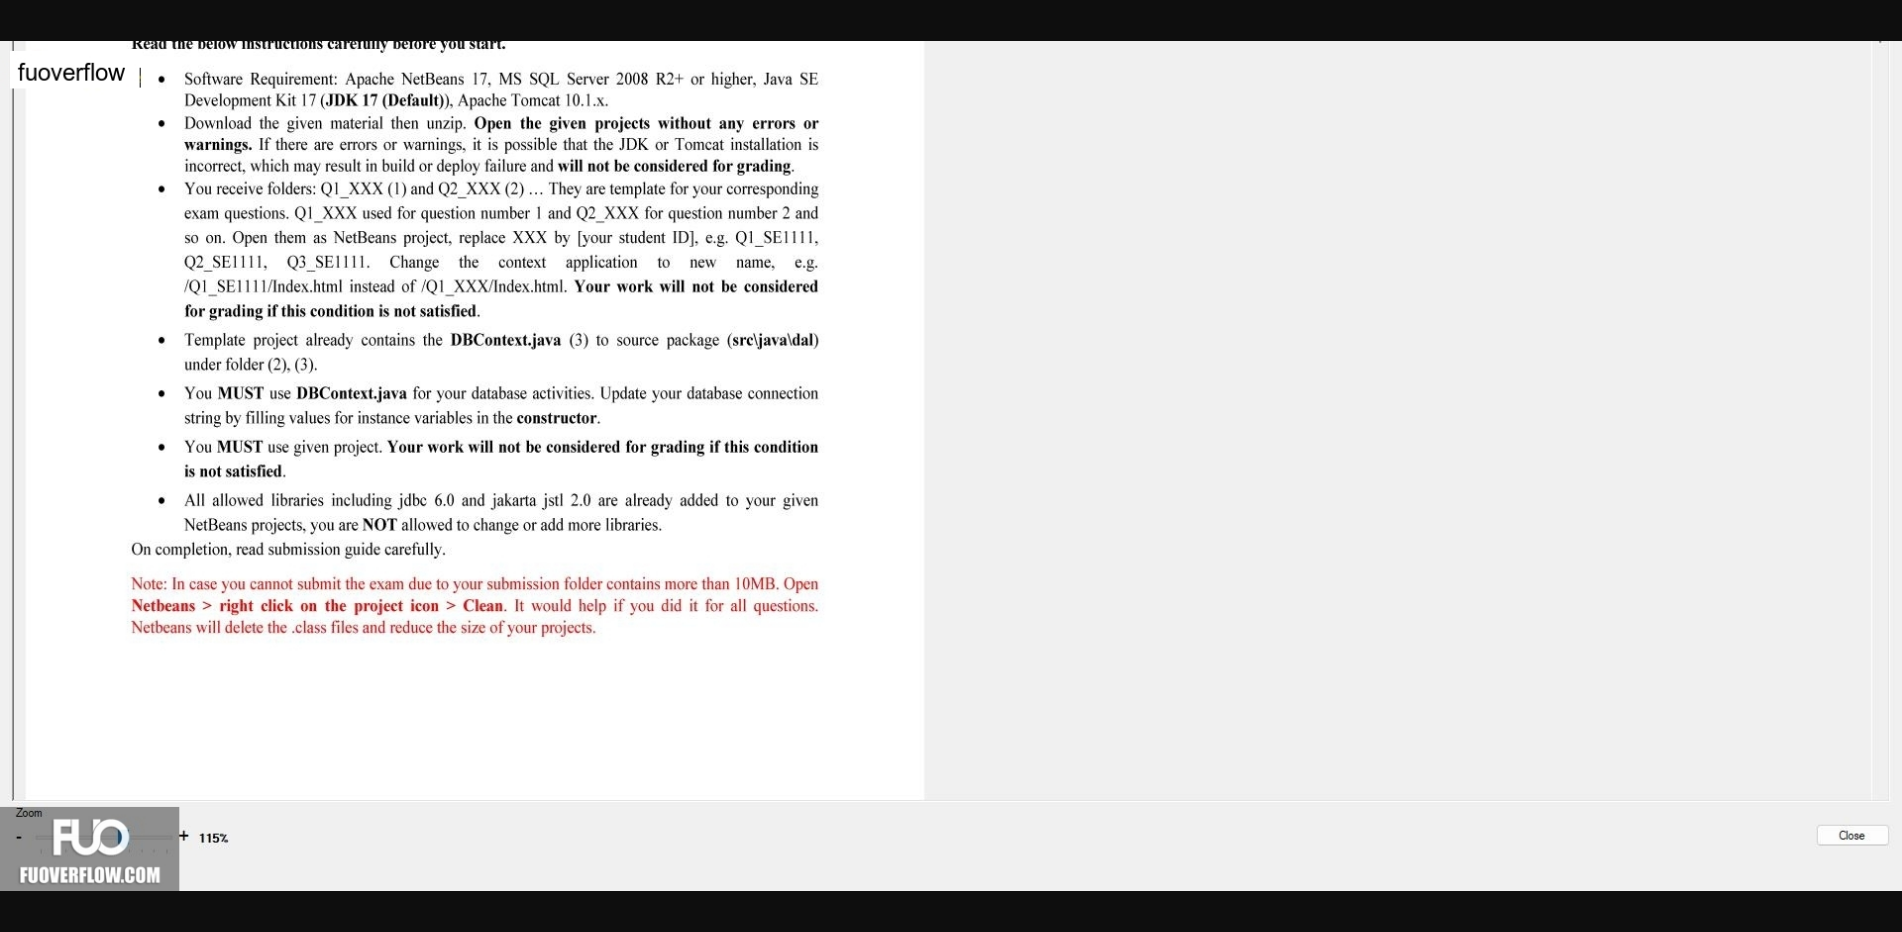 Read the below instructions carefully before you start.
fuoverflow |
• Software Requirement: Apache NetBeans 17, MS SQL Server 2008 R2+ or higher, Java SE
Development Kit 17 (JDK 17 (Default)), Apache Tomcat 10.1.x.
• Download the given material then unzip. Open the given projects without any errors or
warnings. If there are errors or warnings, it is possible that the JDK or Tomcat installation is
incorrect, which may result in build or deploy failure and will not be considered for grading.
• You receive folders: Q1_XXX (1) and Q2_XXX (2) … They are template for your corresponding
exam questions. Q1_XXX used for question number 1 and Q2_XXX for question number 2 and
so on. Open them as NetBeans project, replace XXX by [your student ID], e.g. Q1_SE1111,
Q2_SE1111, Q3_SE1111. Change the context application to new name, e.g.
/Q1_SE1111/Index.html instead of /Q1_XXX/Index.html. Your work will not be considered
for grading if this condition is not satisfied.
• Template project already contains the DBContext.java (3) to source package (src\java\dal)
under folder (2), (3).
• You MUST use DBContext.java for your database activities. Update your database connection
string by filling values for instance variables in the constructor.
• You MUST use given project. Your work will not be considered for grading if this condition
is not satisfied.
• All allowed libraries including jdbc 6.0 and jakarta jstl 2.0 are already added to your given
NetBeans projects, you are NOT allowed to change or add more libraries.
On completion, read submission guide carefully.
Note: In case you cannot submit the exam due to your submission folder contains more than 10MB. Open
Netbeans > right click on the project icon > Clean. It would help if you did it for all questions.
Netbeans will delete the .class files and reduce the size of your projects.
Zoom
- + 115%
FUO
FUOVERFLOW.COM
Close